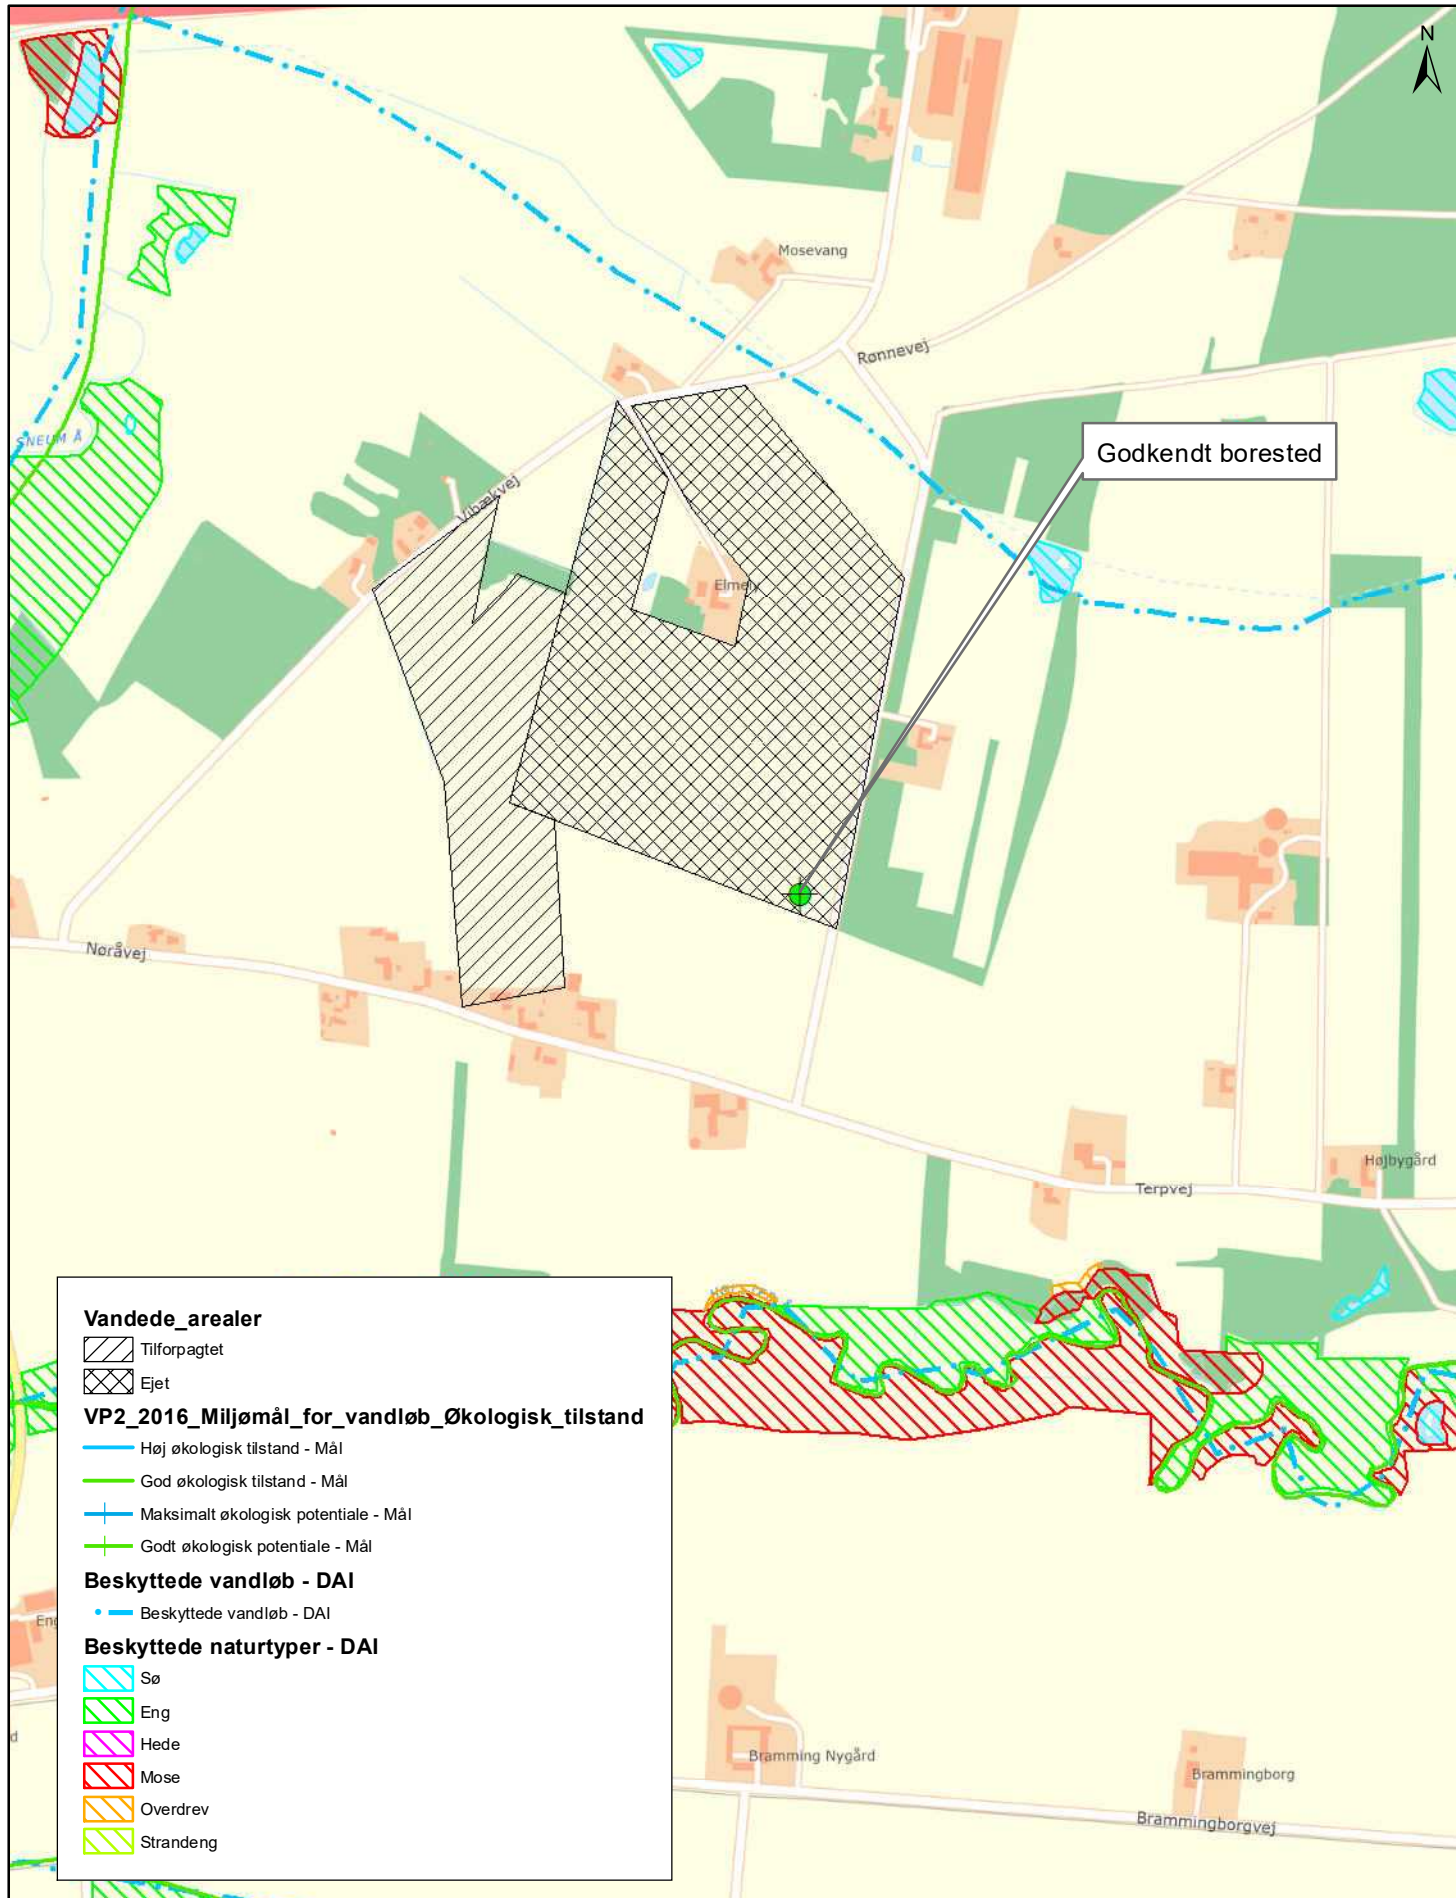 N
Mosevang
Rønnevej
SNEUM Å
Godkendt borested
Vibækvej
Elmely
Nøråvej
Højbygård
Terpvej
Vandede_arealer
Tilforpagtet
Ejet
VP2_2016_Miljømål_for_vandløb_Økologisk_tilstand
Høj økologisk tilstand - Mål
God økologisk tilstand - Mål
Maksimalt økologisk potentiale - Mål
Godt økologisk potentiale - Mål
Beskyttede vandløb - DAI
Beskyttede vandløb - DAI
Beskyttede naturtyper - DAI
Sø
Eng
Hede
Mose
Overdrev
Strandeng
Eng
d
Bramming Nygård
Brammingborg
Brammingborgvej